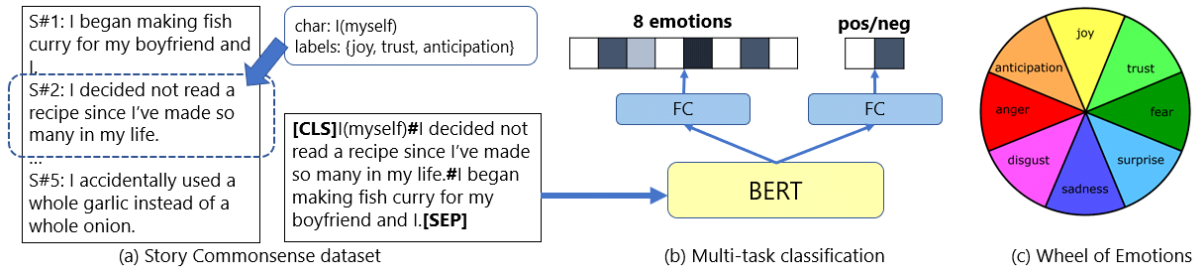 S#1: I began making fish
curry for my boyfriend and
I.
S#2: I decided not read a
recipe since I've made so
many in my life.
...
S#5: I accidentally used a
whole garlic instead of a
whole onion.
char: I(myself)
labels: {joy, trust, anticipation}
[CLS]I(myself)#I decided not
read a recipe since I've made
so many in my life.#I began
making fish curry for my
boyfriend and I.[SEP]
(a) Story Commonsense dataset
8 emotions
pos/neg
FC
FC
BERT
(b) Multi-task classification
joy
trust
fear
surprise
sadness
disgust
anger
anticipation
(c) Wheel of Emotions